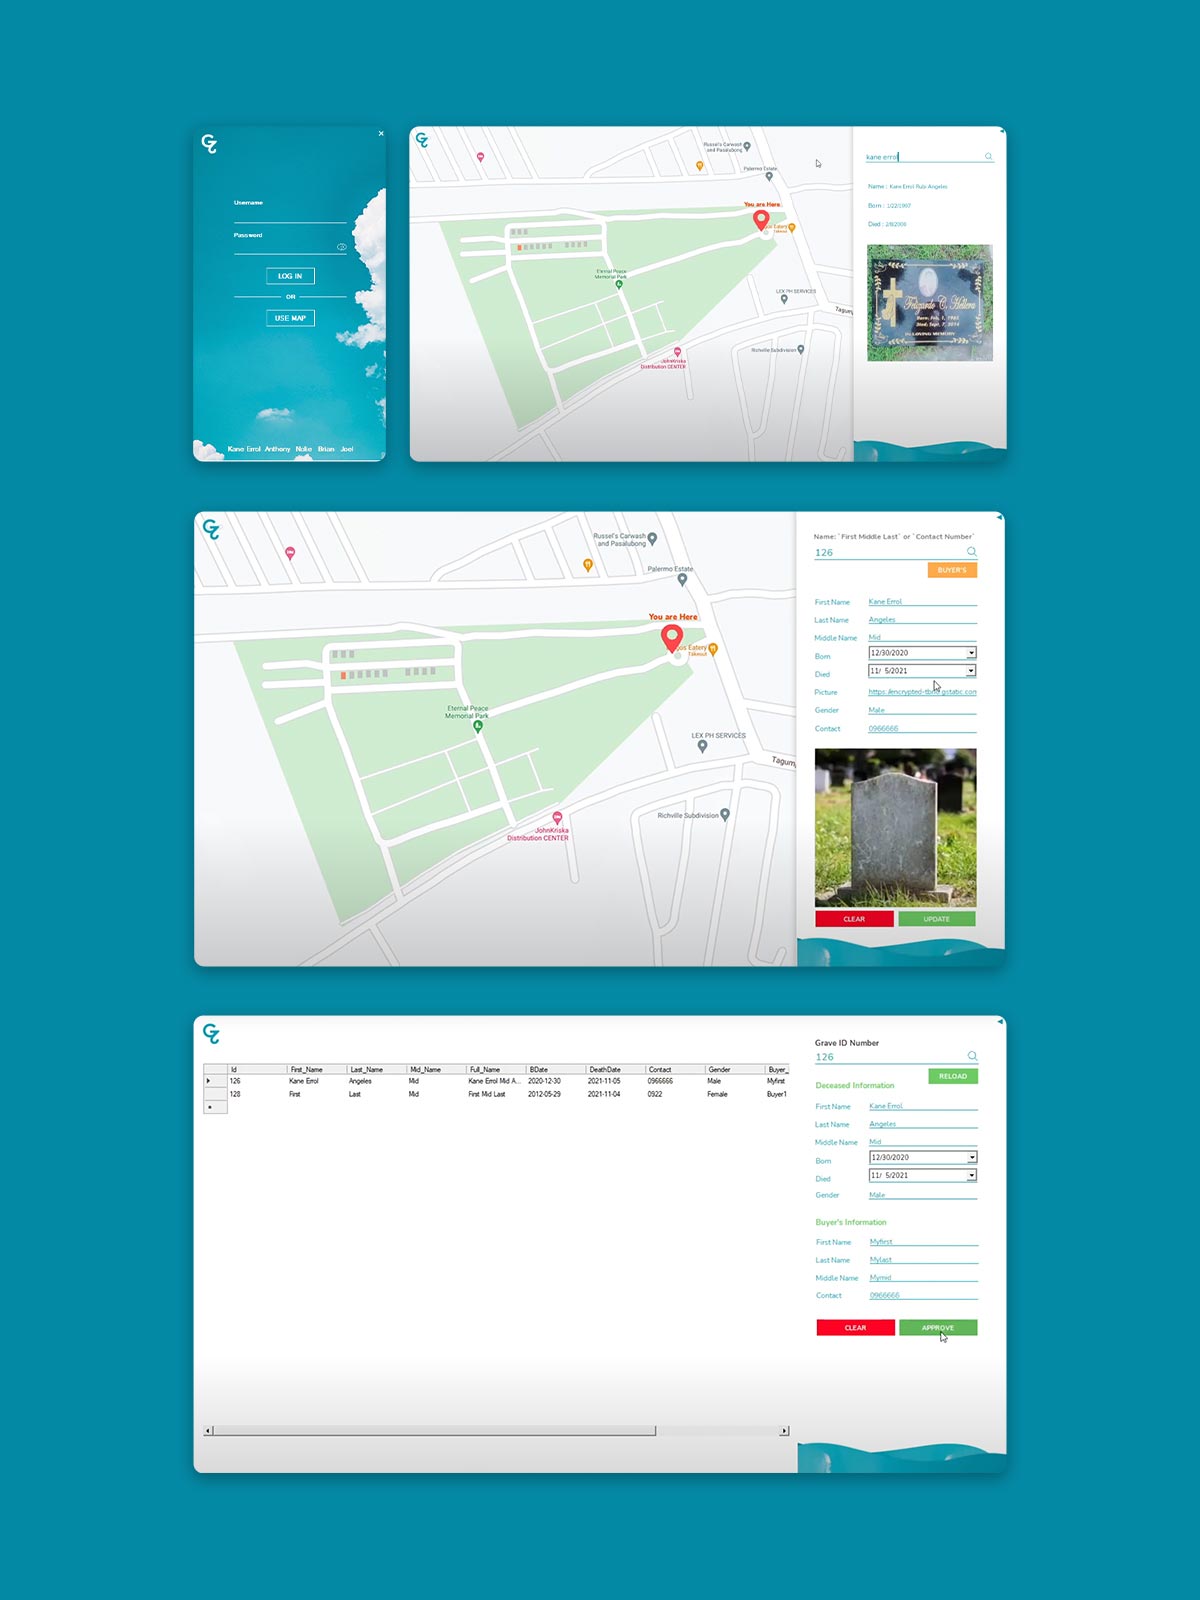 Username
Password
LOG IN
OR
USE MAP
Kane Errol Anthony Nolie Brian Joel
Russel's Carwash
and Pasalubong
Palermo Estate
You are Here
Eatery
Takeout
Eternal Peace
Memorial Park
LEX PH SERVICES
Richville Subdivision
JohnKriska
Distribution CENTER
kane errol
Name : Kane Errol Ruiz Angeles
Born : 1/22/1987
Died : 2/8/2008
IN LOVING MEMORY
Russel's Carwash
and Pasalubong
Palermo Estate
You are Here
Eatery
Takeout
Eternal Peace
Memorial Park
LEX PH SERVICES
Richville Subdivision
JohnKriska
Distribution CENTER
Name: `First Middle Last` or `Contact Number`
126
BUYER'S
First Name Kane Errol
Last Name Angeles
Middle Name Mid
Born 12/30/2020
Died 11/ 5/2021
Picture
Gender Male
Contact 0966666
CLEAR UPDATE
Id First_Name Last_Name Mid_Name Full_Name BDate DeathDate Contact Gender Buyer_
126 Kane Errol Angeles Mid Kane Errol Mid A... 2020-12-30 2021-11-05 0966666 Male Myfirst
128 First Last Mid First Mid Last 2012-05-29 2021-11-04 0922 Female Buyer1
Grave ID Number
126
RELOAD
Deceased Information
First Name Kane Errol
Last Name Angeles
Middle Name Mid
Born 12/30/2020
Died 11/ 5/2021
Gender Male
Buyer's Information
First Name Myfirst
Last Name Mylast
Middle Name Mymid
Contact 0966666
CLEAR APPROVE